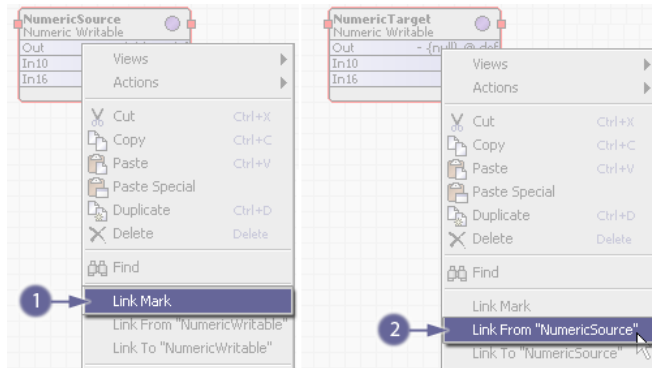 NumericSource
Numeric Writable
Out
In10
In16
Views
Actions
Cut Ctrl+X
Copy Ctrl+C
Paste Ctrl+V
Paste Special
Duplicate Ctrl+D
Delete Delete
Find
1 Link Mark
Link From "NumericWritable"
Link To "NumericWritable"
NumericTarget
Numeric Writable
Out - {null} @ def
In10
In16
Views
Actions
Cut Ctrl+X
Copy Ctrl+C
Paste Ctrl+V
Paste Special
Duplicate Ctrl+D
Delete Delete
Find
Link Mark
2 Link From "NumericSource"
Link To "NumericSource"